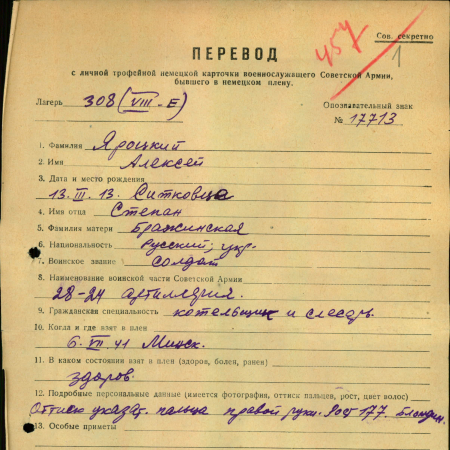 457
Сов. секретно
1
ПЕРЕВОД
с личной трофейной немецкой карточки военнослужащего Советской Армии,
бывшего в немецком плену.
Лагерь 308 (VIII-E) Опознавательный знак
№ 17713
1. Фамилия Яроцкий
2. Имя Алексей
3. Дата и место рождения
13. III. 13. Ситковца
4. Имя отца Степан
5. Фамилия матери Бражинская
6. Национальность Русский; укр.
7. Воинское звание солдат
8. Наименование воинской части Советской Армии
28-24 артиллерия.
9. Гражданская специальность котельщик и слесарь.
10. Когда и где взят в плен
6. VII. 41 Минск.
11. В каком состоянии взят в плен (здоров, болен, ранен)
здоров.
12. Подробные персональные данные (имеется фотография, оттиск пальцев, рост, цвет волос)
Оттиск указат. пальца правой руки. Рост 177. Блондин.
13. Особые приметы